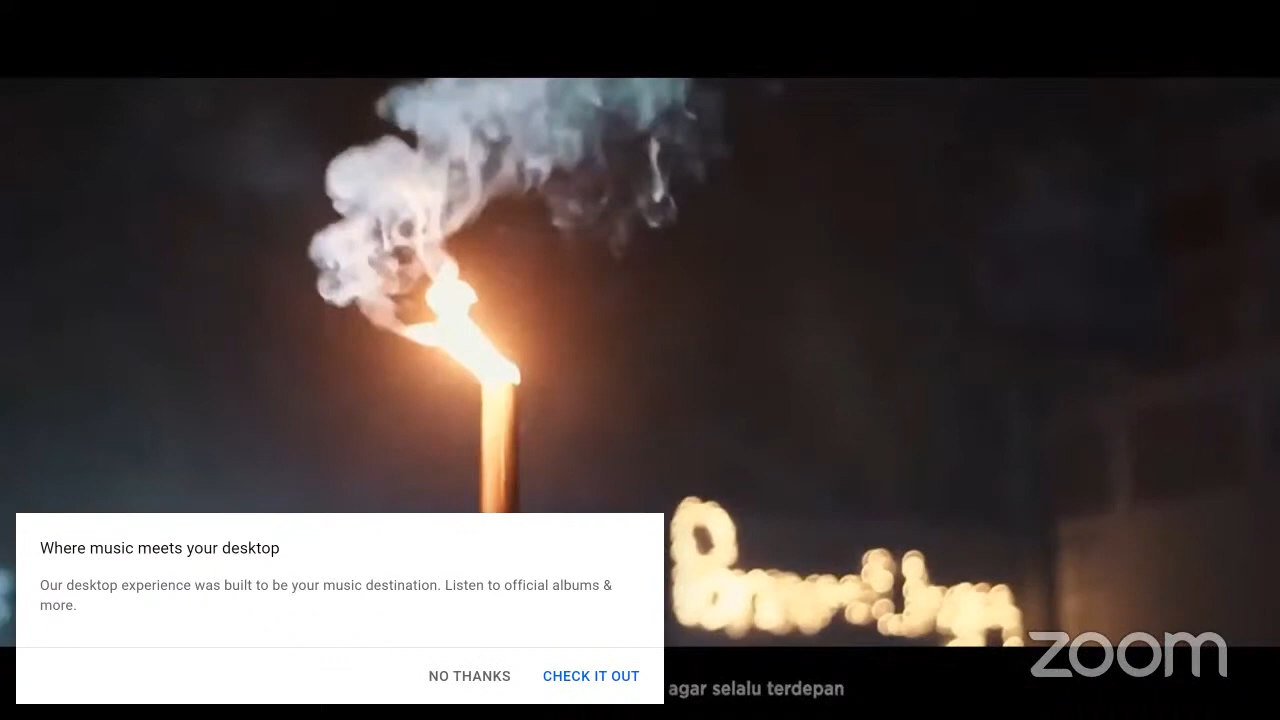 Where music meets your desktop
Our desktop experience was built to be your music destination. Listen to official albums &
more.
NO THANKS
CHECK IT OUT
zoom
agar selalu terdepan